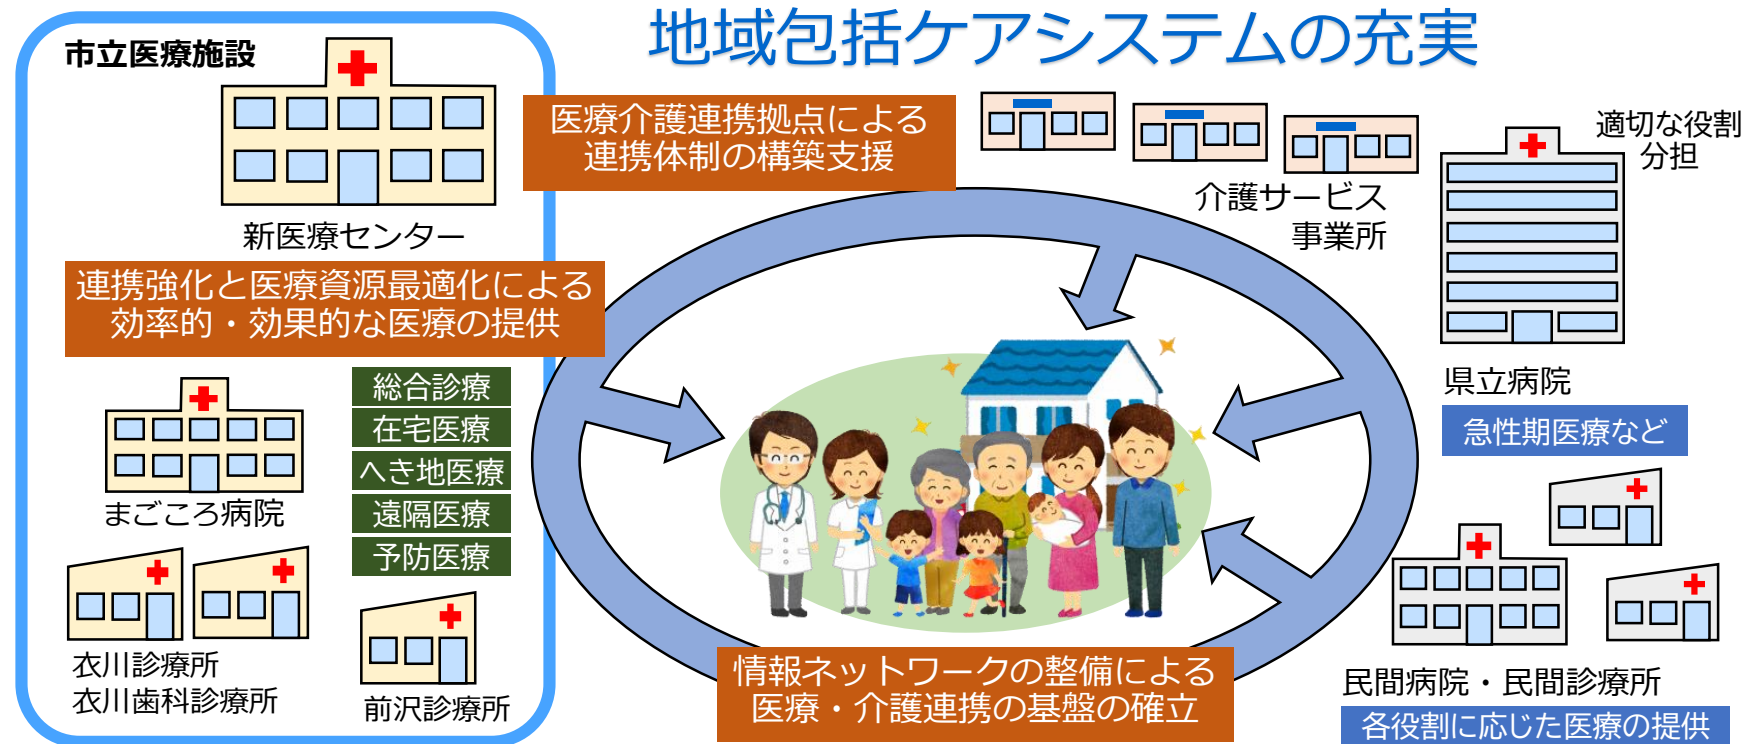 地域包括ケアシステムの充実
市立医療施設
新医療センター
連携強化と医療資源最適化による
効率的・効果的な医療の提供
まごころ病院
総合診療
在宅医療
へき地医療
遠隔医療
予防医療
衣川診療所
衣川歯科診療所
前沢診療所
医療介護連携拠点による
連携体制の構築支援
介護サービス
事業所
適切な役割
分担
県立病院
急性期医療など
民間病院・民間診療所
各役割に応じた医療の提供
情報ネットワークの整備による
医療・介護連携の基盤の確立